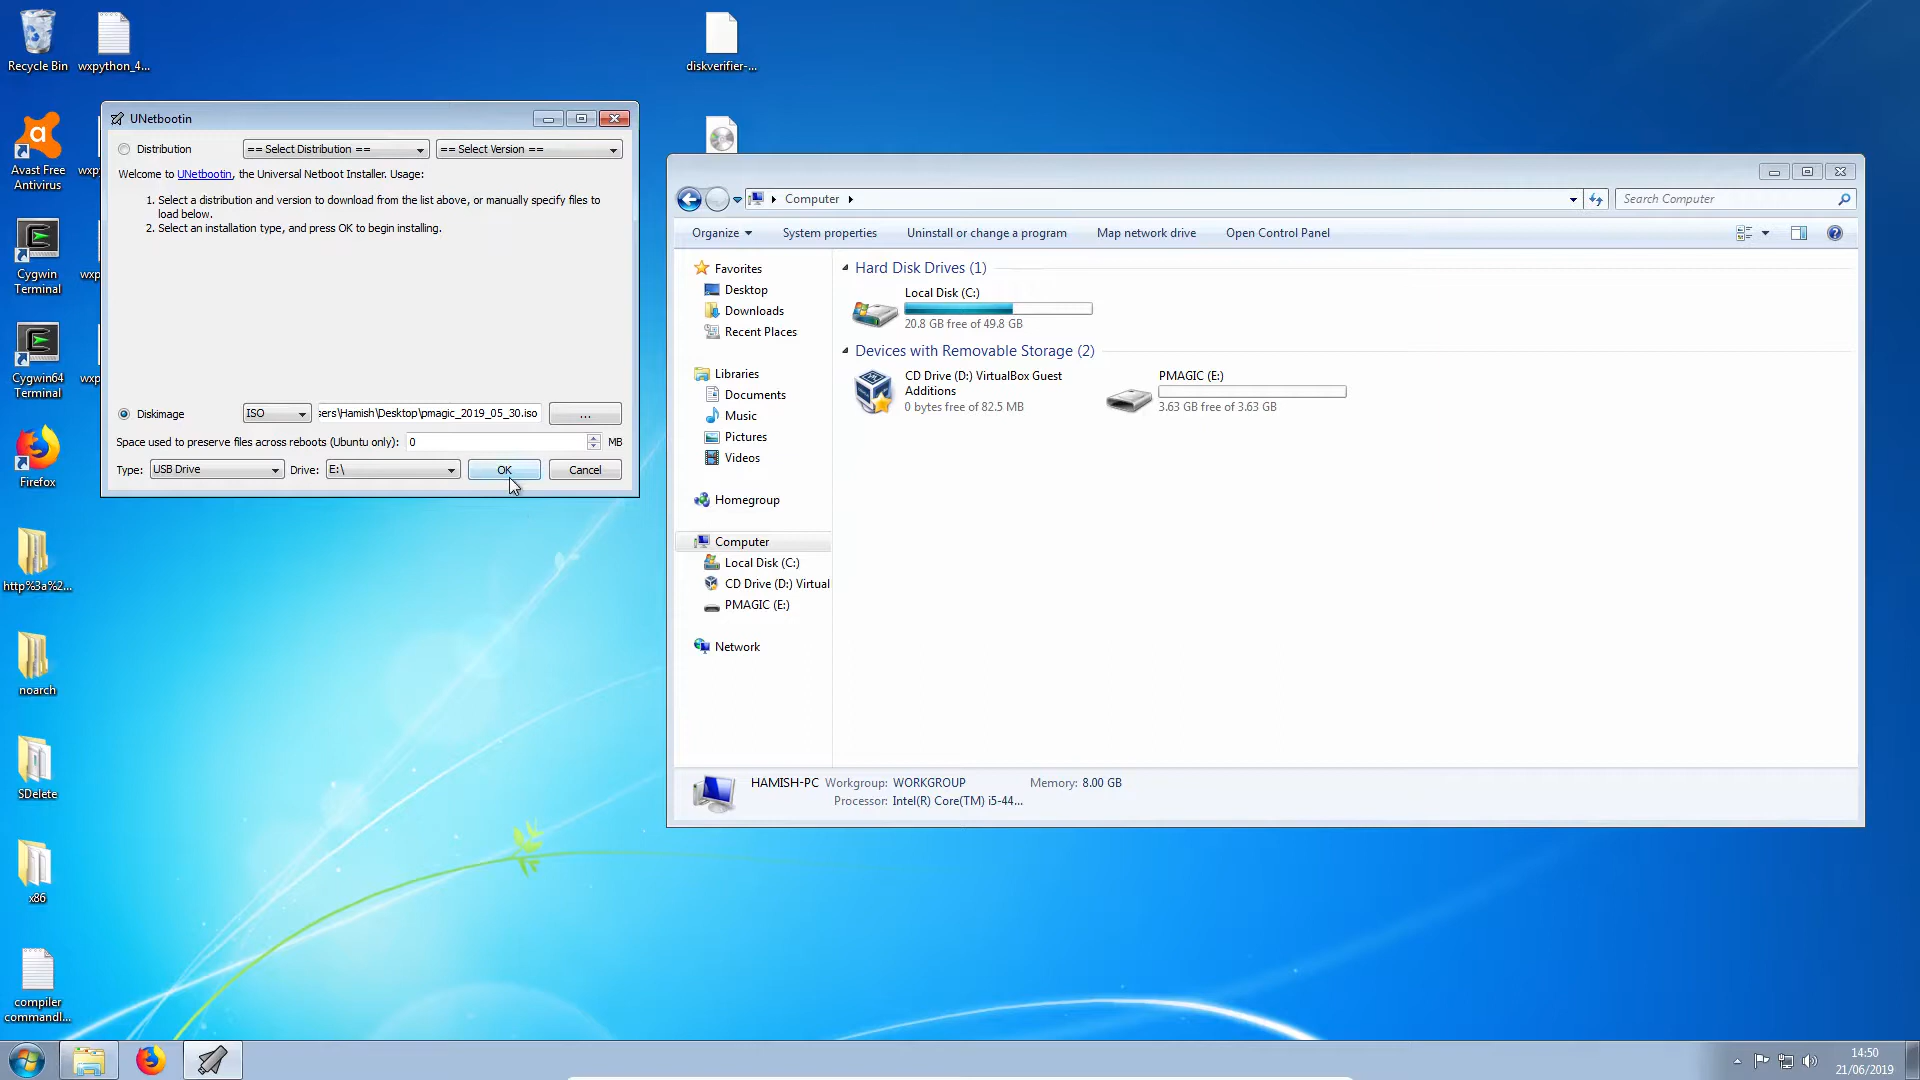 Recycle Bin
wxpython_4...
diskverifier-...
Avast Free
Antivirus
Cygwin
Terminal
Cygwin64
Terminal
Firefox
http%3a%2...
noarch
SDelete
x86
compiler
commandl...
wxp
wxp
UNetbootin
Distribution
== Select Distribution ==
== Select Version ==
Welcome to UNetbootin, the Universal Netboot Installer. Usage:
1. Select a distribution and version to download from the list above, or manually specify files to
load below.
2. Select an installation type, and press OK to begin installing.
Diskimage
ISO
sers\Hamish\Desktop\pmagic_2019_05_30.iso
...
Space used to preserve files across reboots (Ubuntu only):
0
MB
Type:
USB Drive
Drive:
E:\
OK
Cancel
Computer
Search Computer
Organize
System properties
Uninstall or change a program
Map network drive
Open Control Panel
Favorites
Desktop
Downloads
Recent Places
Libraries
Documents
Music
Pictures
Videos
Homegroup
Computer
Local Disk (C:)
CD Drive (D:) Virtual
PMAGIC (E:)
Network
Hard Disk Drives (1)
Local Disk (C:)
20.8 GB free of 49.8 GB
Devices with Removable Storage (2)
CD Drive (D:) VirtualBox Guest
Additions
0 bytes free of 82.5 MB
PMAGIC (E:)
3.63 GB free of 3.63 GB
HAMISH-PC Workgroup: WORKGROUP Memory: 8.00 GB
Processor: Intel(R) Core(TM) i5-44...
14:50
21/06/2019